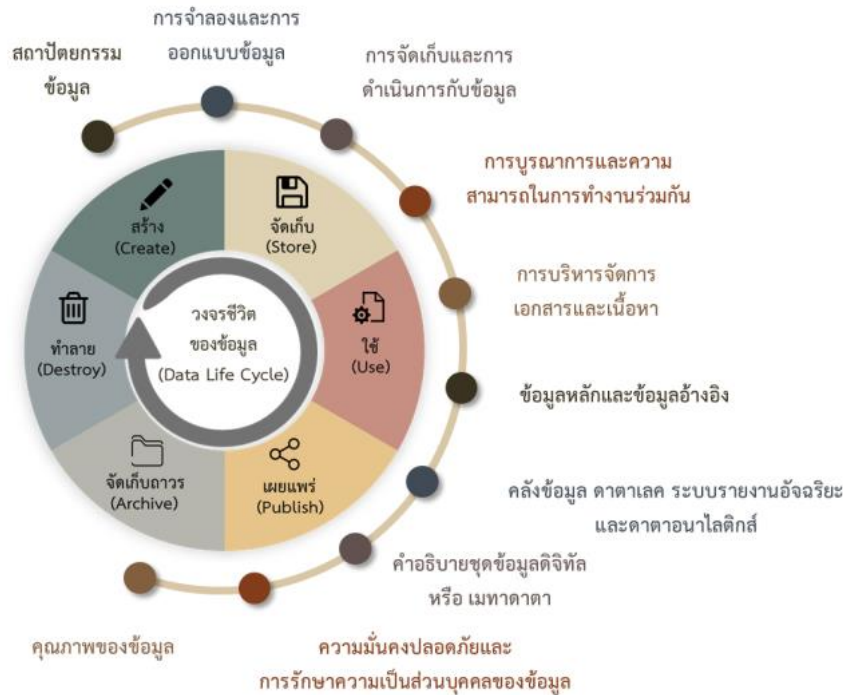 การจำลองและการ
ออกแบบข้อมูล
สถาปัตยกรรม
ข้อมูล
การจัดเก็บและการ
ดำเนินการกับข้อมูล
การบูรณาการและความ
สามารถในการทำงานร่วมกัน
การบริหารจัดการ
เอกสารและเนื้อหา
ข้อมูลหลักและข้อมูลอ้างอิง
คลังข้อมูล ดาตาเลค ระบบรายงานอัจฉริยะ
และดาตาอนาไลติกส์
คำอธิบายชุดข้อมูลดิจิทัล
หรือ เมทาดาตา
ความมั่นคงปลอดภัยและ
การรักษาความเป็นส่วนบุคคลของข้อมูล
คุณภาพของข้อมูล
สร้าง
(Create)
จัดเก็บ
(Store)
ใช้
(Use)
เผยแพร่
(Publish)
จัดเก็บถาวร
(Archive)
ทำลาย
(Destroy)
วงจรชีวิต
ของข้อมูล
(Data Life Cycle)